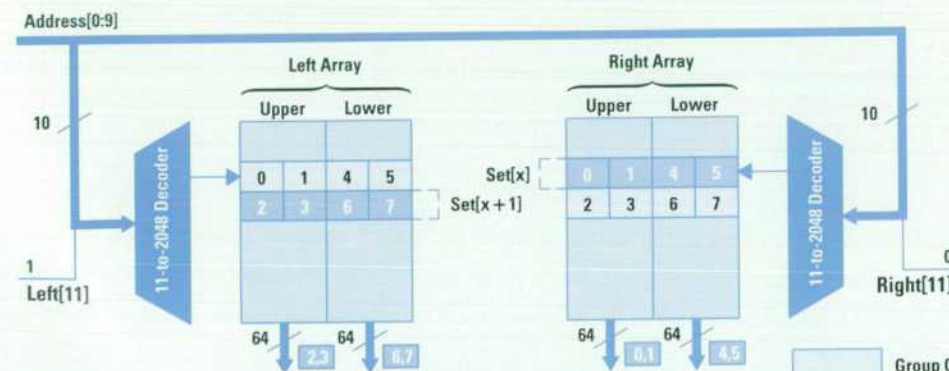 Address[0:9]
Left Array
Right Array
Upper Lower
Upper Lower
10
10
11-to-2048 Decoder
11-to-2048 Decoder
0 1 4 5
2 3 6 7
Set[x]
Set[x+1]
0 1 4 5
2 3 6 7
1
Left[11]
0
Right[11]
64
2,3
64
6,7
64
0,1
64
4,5
Group